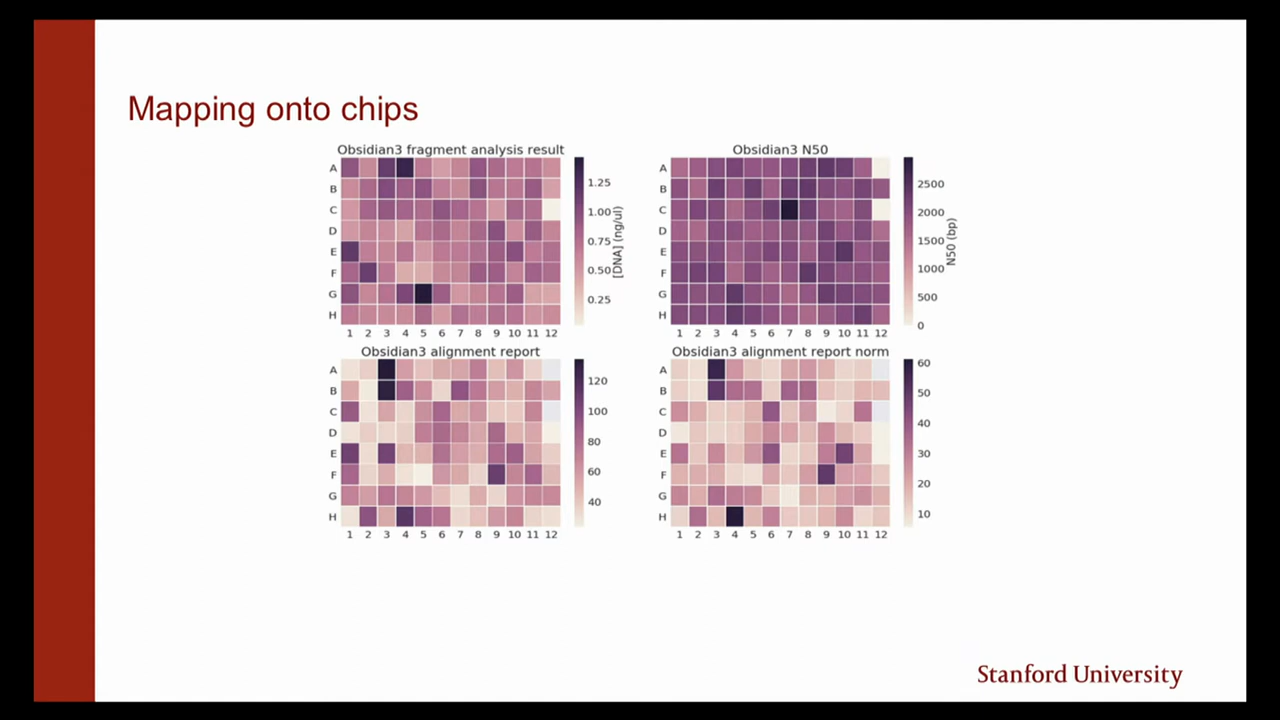 Mapping onto chips
Obsidian3 fragment analysis result
A
B
C
D
E
F
G
H
1 2 3 4 5 6 7 8 9 10 11 12
1.25
1.00
0.75
0.50
0.25
[DNA] (ng/ul)
Obsidian3 N50
A
B
C
D
E
F
G
H
1 2 3 4 5 6 7 8 9 10 11 12
2500
2000
1500
1000
500
0
N50 (bp)
Obsidian3 alignment report
A
B
C
D
E
F
G
H
1 2 3 4 5 6 7 8 9 10 11 12
120
100
80
60
40
Obsidian3 alignment report norm
A
B
C
D
E
F
G
H
1 2 3 4 5 6 7 8 9 10 11 12
60
50
40
30
20
10
Stanford University